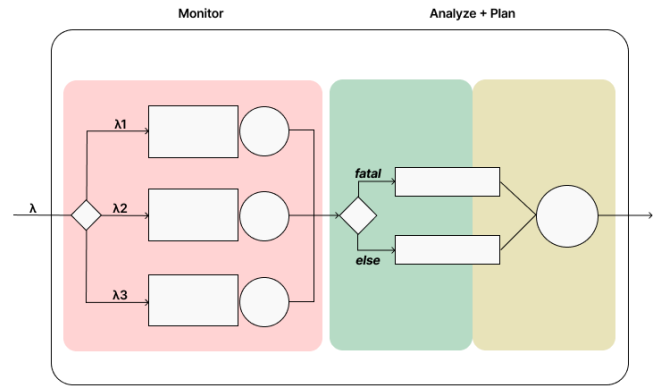 Monitor
Analyze + Plan
λ1
fatal
λ
λ2
else
λ3